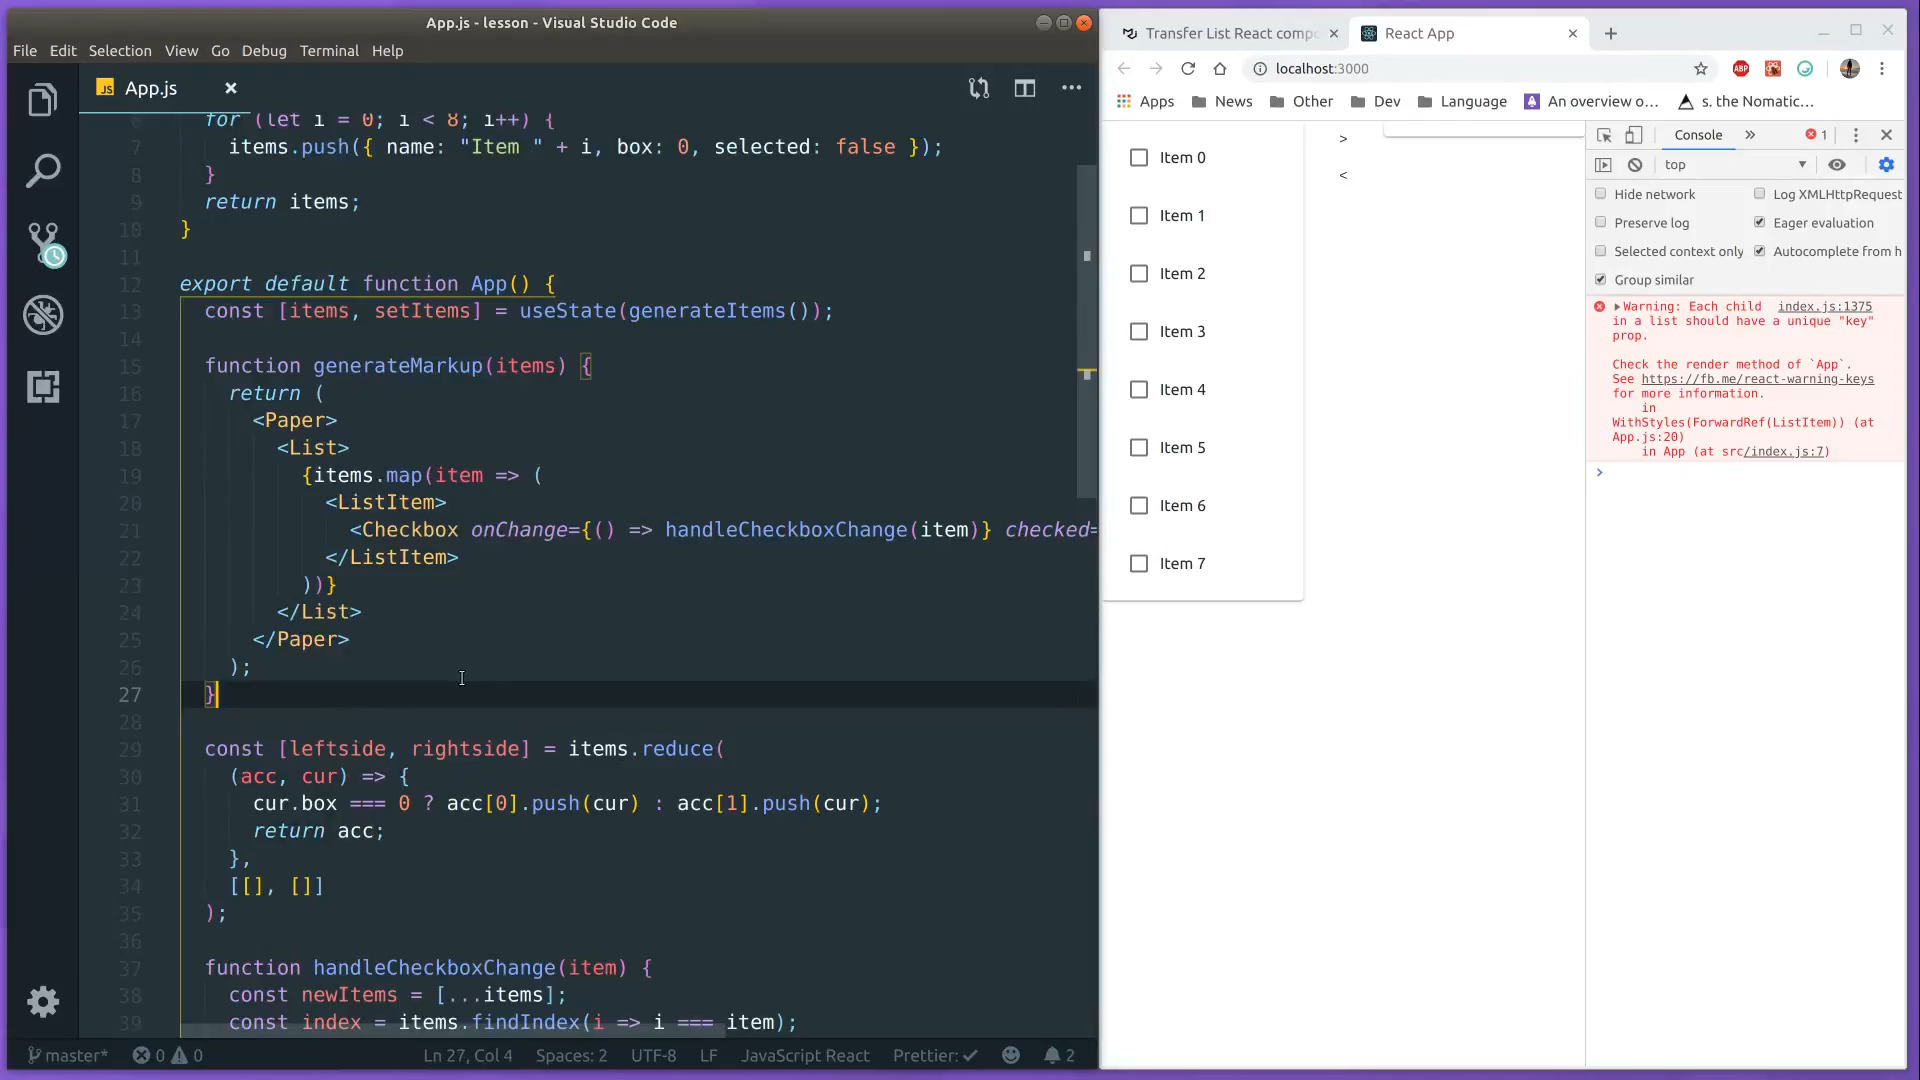 App.js - lesson - Visual Studio Code
File Edit Selection View Go Debug Terminal Help
JS App.js
for (let i = 0; i < 8; i++) {
7 items.push({ name: "Item " + i, box: 0, selected: false });
8 }
9 return items;
10 }
11
12 export default function App() {
13 const [items, setItems] = useState(generateItems());
14
15 function generateMarkup(items) {
16 return (
17 <Paper>
18 <List>
19 {items.map(item => (
20 <ListItem>
21 <Checkbox onChange={() => handleCheckboxChange(item)} checked=
22 </ListItem>
23 ))}
24 </List>
25 </Paper>
26 );
27 }
28
29 const [leftside, rightside] = items.reduce(
30 (acc, cur) => {
31 cur.box === 0 ? acc[0].push(cur) : acc[1].push(cur);
32 return acc;
33 },
34 [[], []]
35 );
36
37 function handleCheckboxChange(item) {
38 const newItems = [...items];
39 const index = items.findIndex(i => i === item);
master* 0 0 Ln 27, Col 4 Spaces: 2 UTF-8 LF JavaScript React Prettier: ✓ 2
Transfer List React compo
React App
localhost:3000
ABP
Apps News Other Dev Language An overview o... s. the Nomatic...
Item 0
Item 1
Item 2
Item 3
Item 4
Item 5
Item 6
Item 7
>
<
Console » 1
top
Hide network Log XMLHttpRequest
Preserve log Eager evaluation
Selected context only Autocomplete from h
Group similar
Warning: Each child index.js:1375
in a list should have a unique "key"
prop.
Check the render method of `App`.
See https://fb.me/react-warning-keys
for more information.
in
WithStyles(ForwardRef(ListItem)) (at
App.js:20)
in App (at src/index.js:7)
>